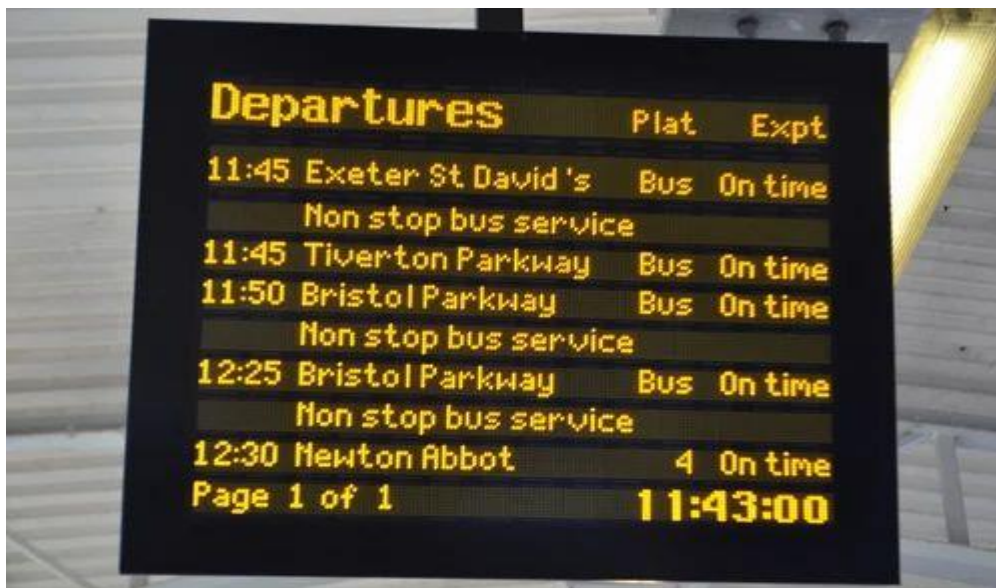 Departures Plat Expt
11:45 Exeter St David's Bus On time
Non stop bus service
11:45 Tiverton Parkway Bus On time
11:50 Bristol Parkway Bus On time
Non stop bus service
12:25 Bristol Parkway Bus On time
Non stop bus service
12:30 Newton Abbot 4 On time
Page 1 of 1 11:43:00